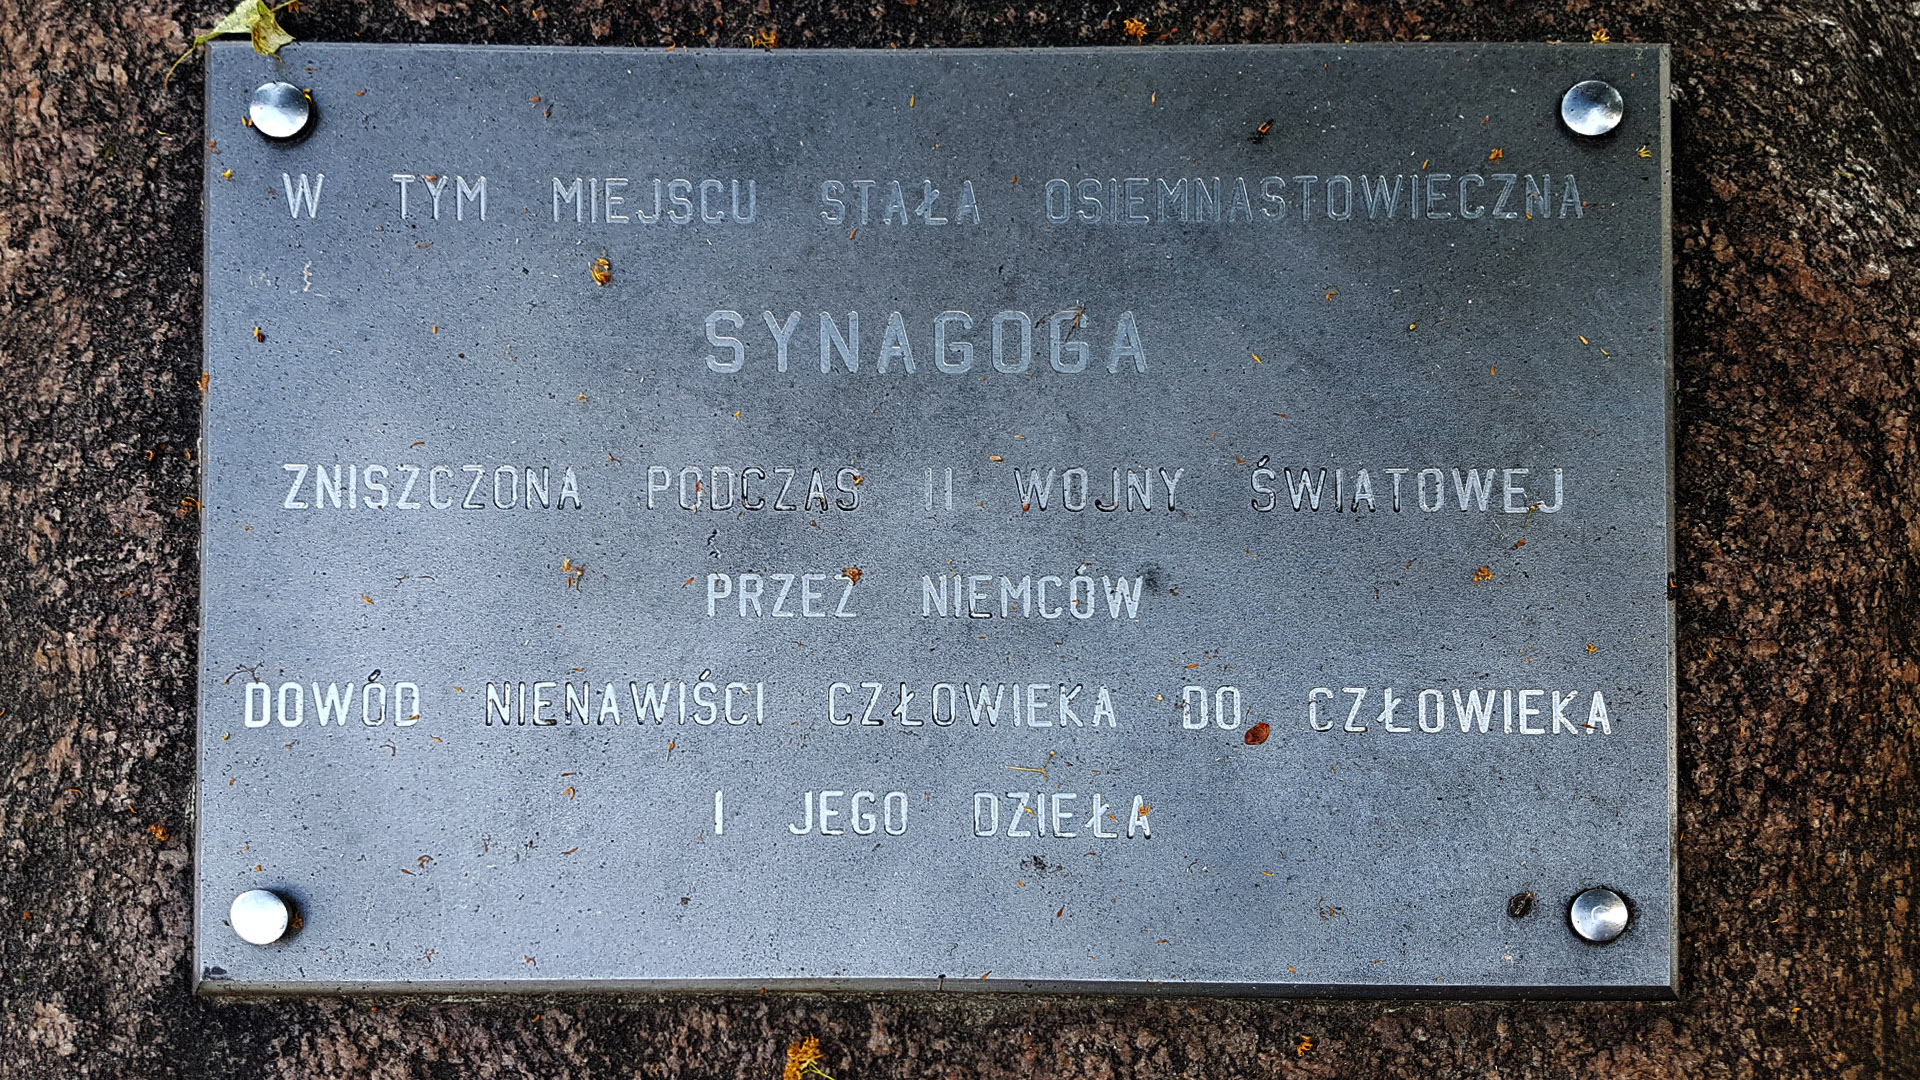 W TYM MIEJSCU STAŁA OSIEMNASTOWIECZNA
SYNAGOGA
ZNISZCZONA PODCZAS II WOJNY ŚWIATOWEJ
PRZEZ NIEMCÓW
DOWÓD NIENAWIŚCI CZŁOWIEKA DO CZŁOWIEKA
I JEGO DZIEŁA